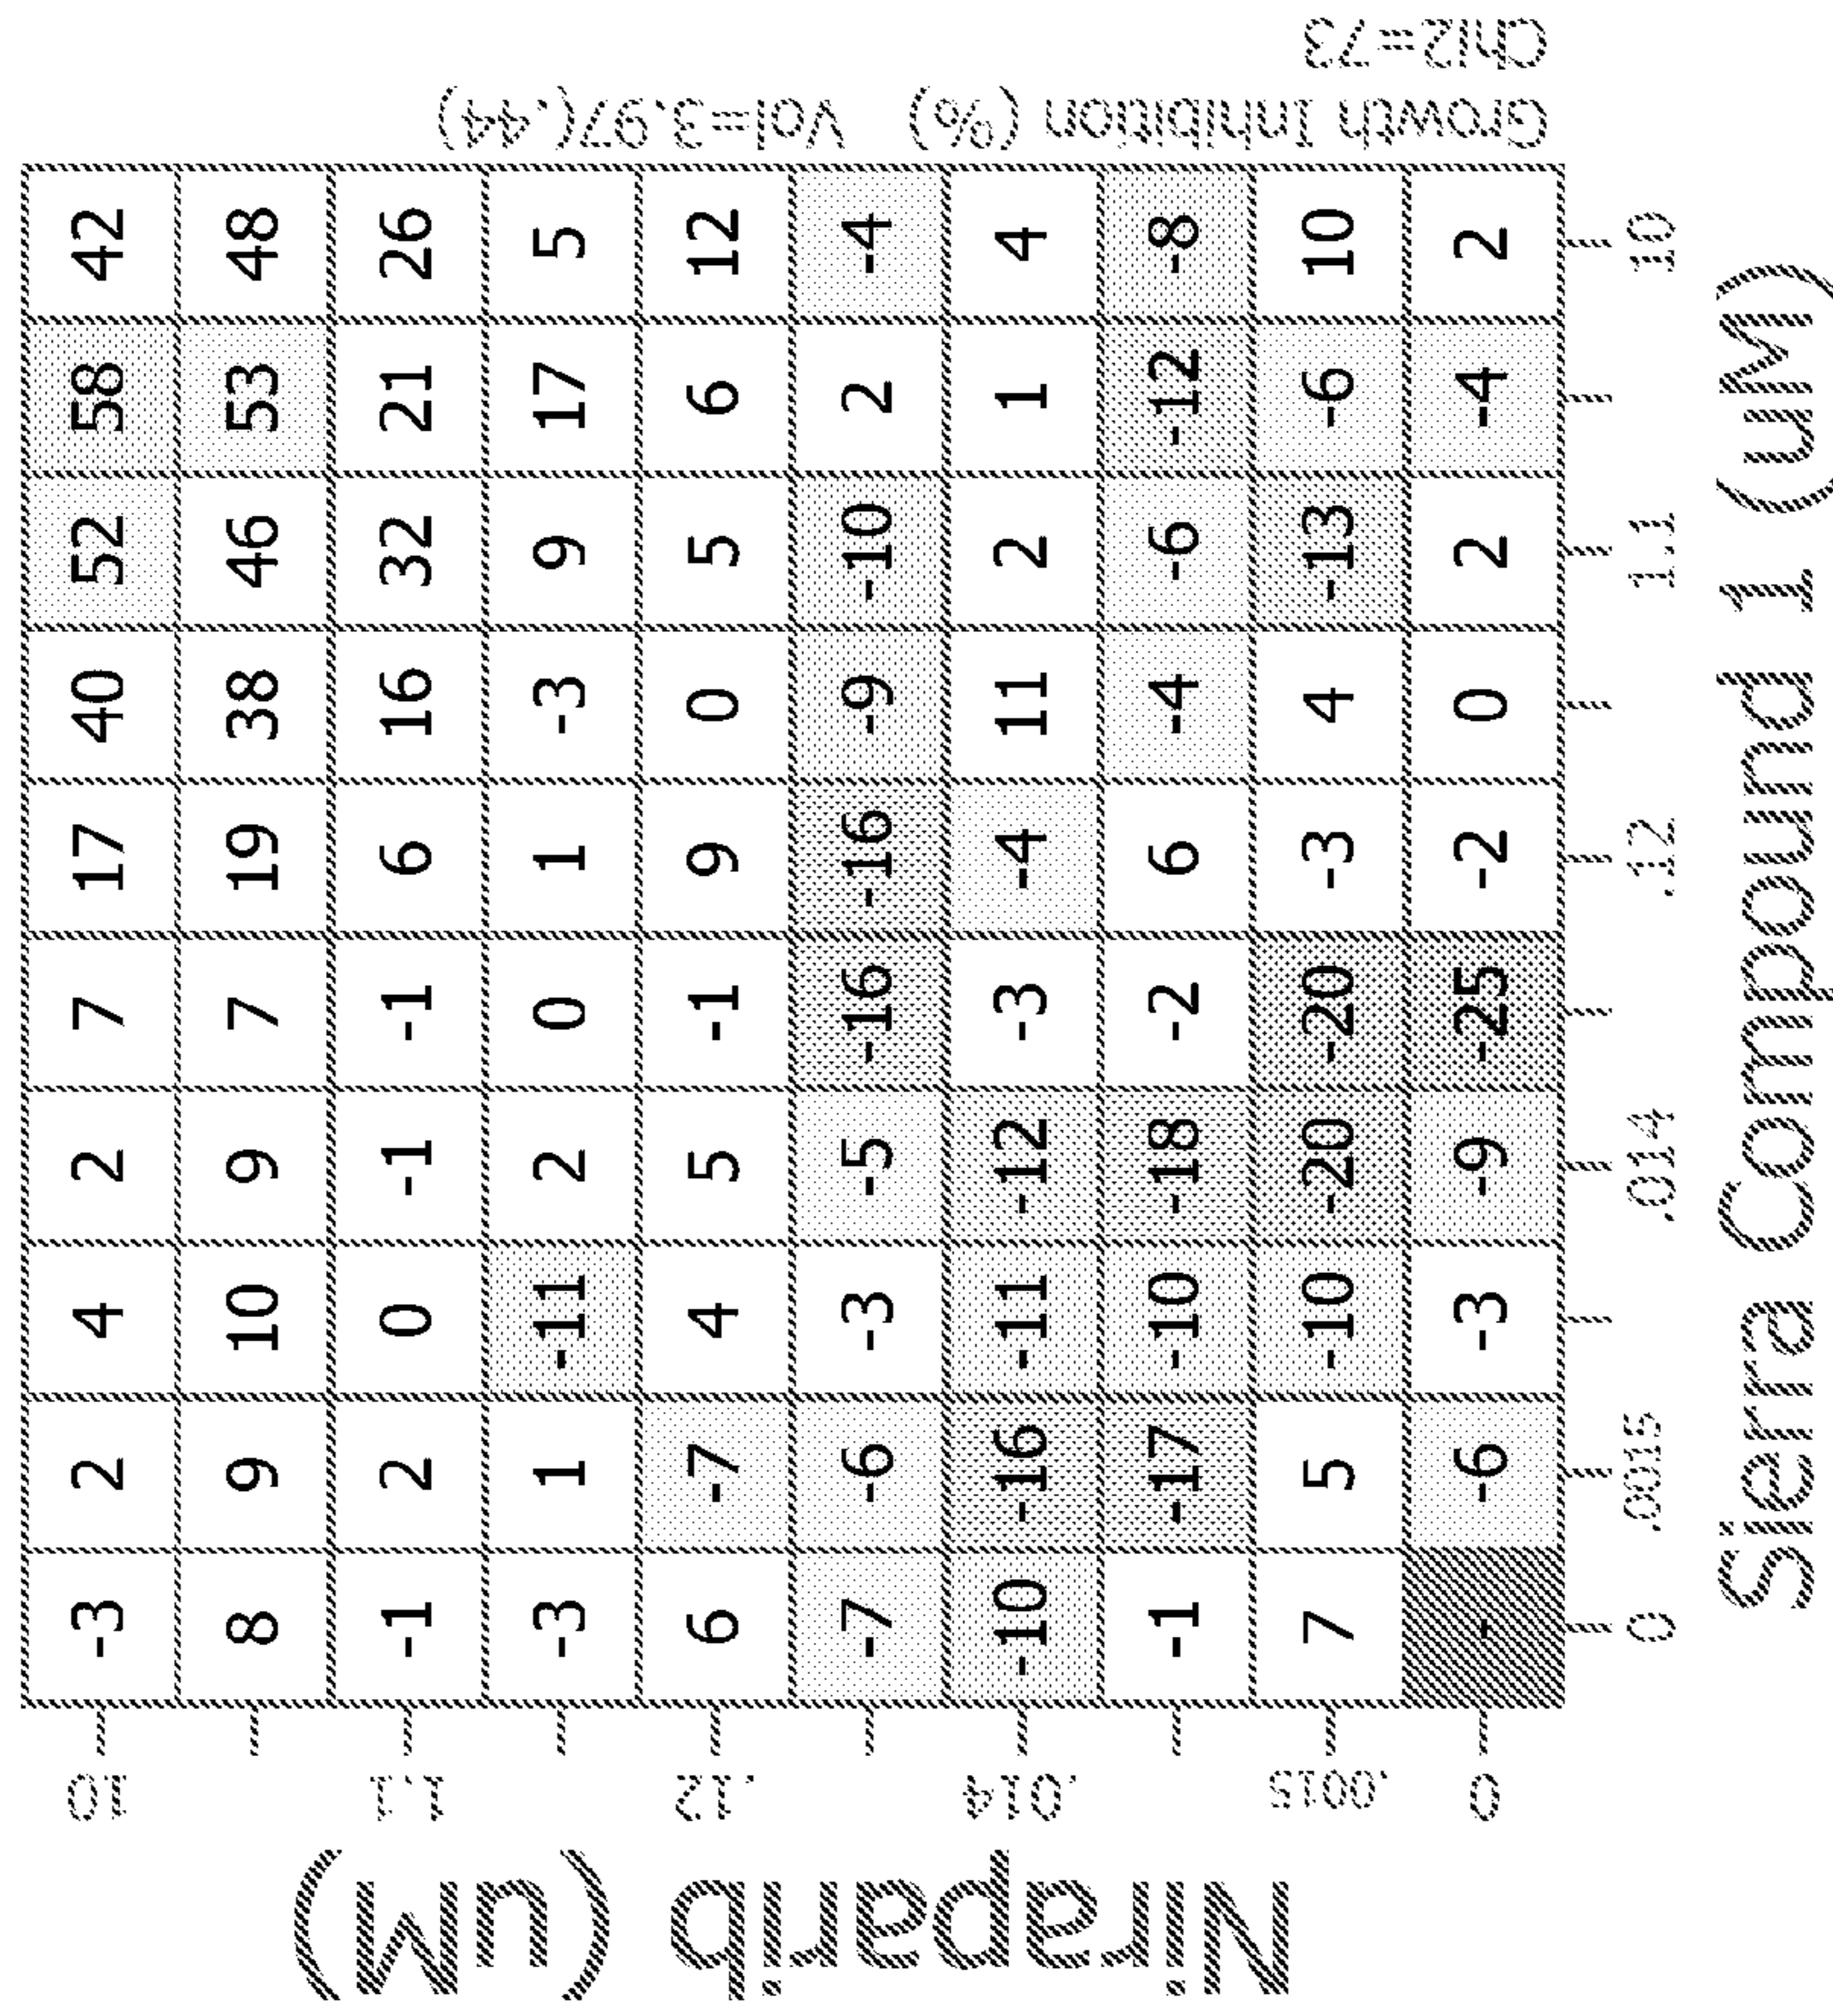 Niraparib (uM)
10 -3 2 4 2 7 17 40 52 58 42
8 9 10 9 7 19 38 46 53 48
1.1 -1 2 0 -1 -1 6 16 32 21 26
-3 1 -11 2 0 1 -3 9 17 5
.12 6 -7 4 5 -1 9 0 5 6 12
-7 -6 -3 -5 -16 -16 -9 -10 2 -4
.014 -10 -16 -11 -12 -3 -4 11 2 1 4
-1 -17 -10 -18 -2 6 -4 -6 -12 -8
.0015 7 5 -10 -20 -20 -3 4 -13 -6 10
0 - -6 -3 -9 -25 -2 0 2 -4 2
0 .0015 .014 .12 1.1 10
Sierra Compound 1 (uM)
Growth Inhibition (%) Vol=3.97(.44)
Chi2=73